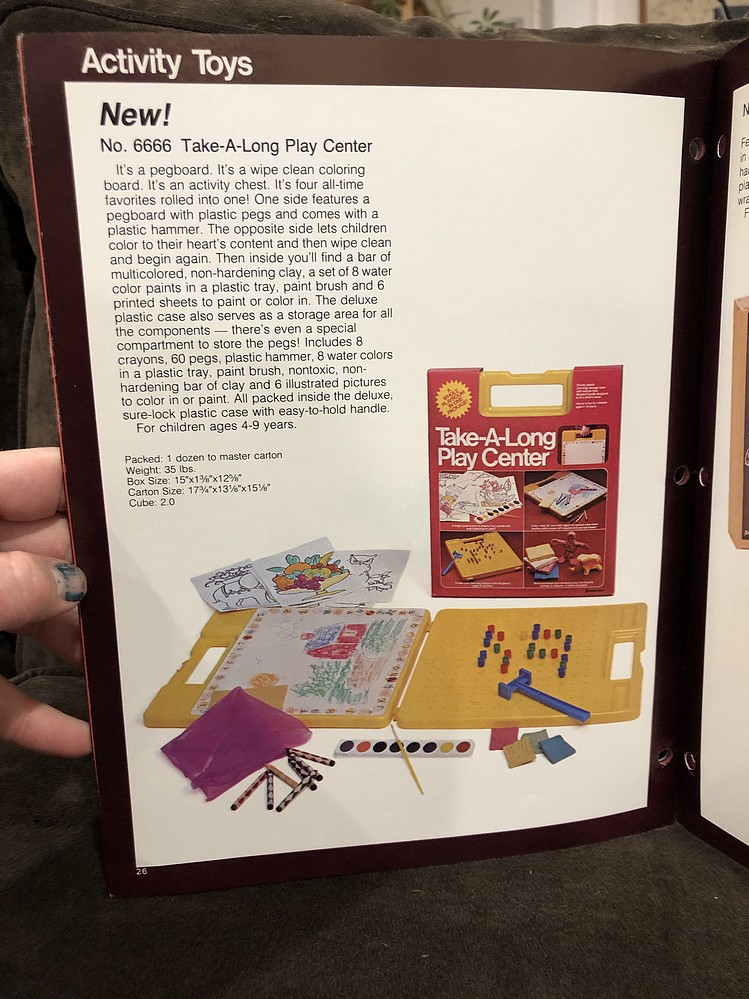 Activity Toys
New!
No. 6666 Take-A-Long Play Center
It's a pegboard. It's a wipe clean coloring
board. It's an activity chest. It's four all-time
favorites rolled into one! One side features a
pegboard with plastic pegs and comes with a
plastic hammer. The opposite side lets children
color to their heart's content and then wipe clean
and begin again. Then inside you'll find a bar of
multicolored, non-hardening clay, a set of 8 water
color paints in a plastic tray, paint brush and 6
printed sheets to paint or color in. The deluxe
plastic case also serves as a storage area for all
the components — there's even a special
compartment to store the pegs! Includes 8
crayons, 60 pegs, plastic hammer, 8 water colors
in a plastic tray, paint brush, nontoxic, non-
hardening bar of clay and 6 illustrated pictures
to color in or paint. All packed inside the deluxe,
sure-lock plastic case with easy-to-hold handle.
For children ages 4-9 years.
Packed: 1 dozen to master carton
Weight: 35 lbs.
Box Size: 15"x1⅜"x12⅝"
Carton Size: 17¾"x13⅛"x15⅛"
Cube: 2.0
Take-A-Long
Play Center
26
N
Fe
in
ha
pla
wra
F